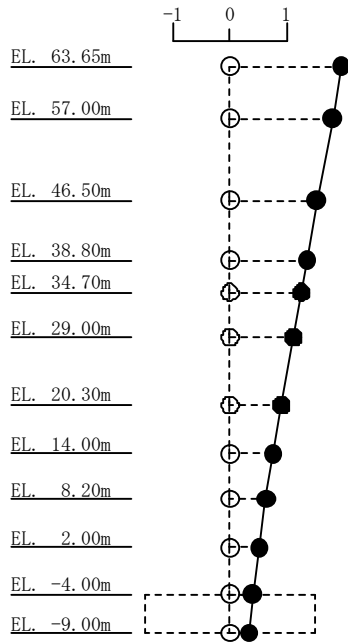 -1 0 1
EL. 63.65m
EL. 57.00m
EL. 46.50m
EL. 38.80m
EL. 34.70m
EL. 29.00m
EL. 20.30m
EL. 14.00m
EL. 8.20m
EL. 2.00m
EL. -4.00m
EL. -9.00m